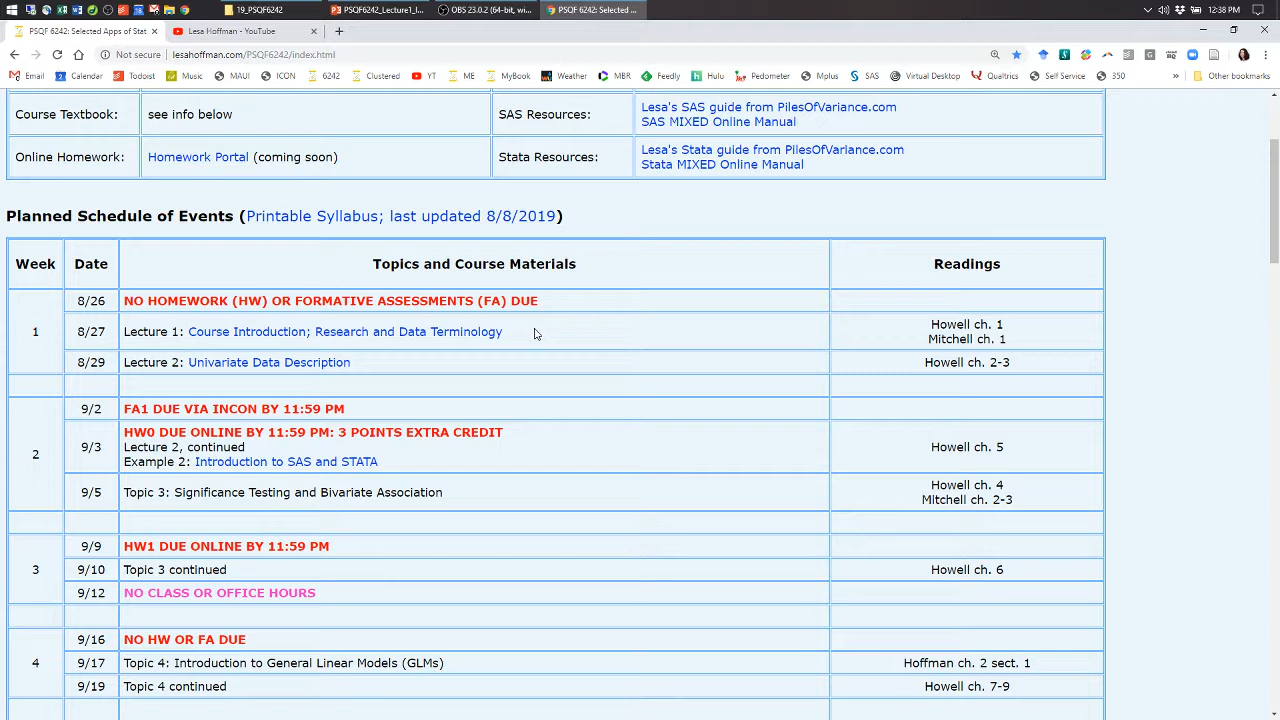 19_PSQF6242
PSQF6242_Lecture1_I...
OBS 23.0.2 (64-bit, wi...
PSQF 6242: Selected ...
12:38 PM
PSQF 6242: Selected Apps of Stat
Lesa Hoffman - YouTube
Not secure
lesahoffman.com/PSQF6242/index.html
Email
Calendar
Todoist
Music
MAUI
ICON
6242
Clustered
YT
ME
MyBook
Weather
MBR
Feedly
Hulu
Pedometer
Mplus
SAS
Virtual Desktop
Qualtrics
Self Service
350
»
Other bookmarks
Course Textbook:
see info below
SAS Resources:
Lesa's SAS guide from PilesOfVariance.com
SAS MIXED Online Manual
Online Homework:
Homework Portal (coming soon)
Stata Resources:
Lesa's Stata guide from PilesOfVariance.com
Stata MIXED Online Manual
Planned Schedule of Events (Printable Syllabus; last updated 8/8/2019)
Week
Date
Topics and Course Materials
Readings
1
8/26
NO HOMEWORK (HW) OR FORMATIVE ASSESSMENTS (FA) DUE
8/27
Lecture 1: Course Introduction; Research and Data Terminology
Howell ch. 1
Mitchell ch. 1
8/29
Lecture 2: Univariate Data Description
Howell ch. 2-3
2
9/2
FA1 DUE VIA INCON BY 11:59 PM
9/3
HW0 DUE ONLINE BY 11:59 PM: 3 POINTS EXTRA CREDIT
Lecture 2, continued
Example 2: Introduction to SAS and STATA
Howell ch. 5
9/5
Topic 3: Significance Testing and Bivariate Association
Howell ch. 4
Mitchell ch. 2-3
3
9/9
HW1 DUE ONLINE BY 11:59 PM
9/10
Topic 3 continued
Howell ch. 6
9/12
NO CLASS OR OFFICE HOURS
4
9/16
NO HW OR FA DUE
9/17
Topic 4: Introduction to General Linear Models (GLMs)
Hoffman ch. 2 sect. 1
9/19
Topic 4 continued
Howell ch. 7-9